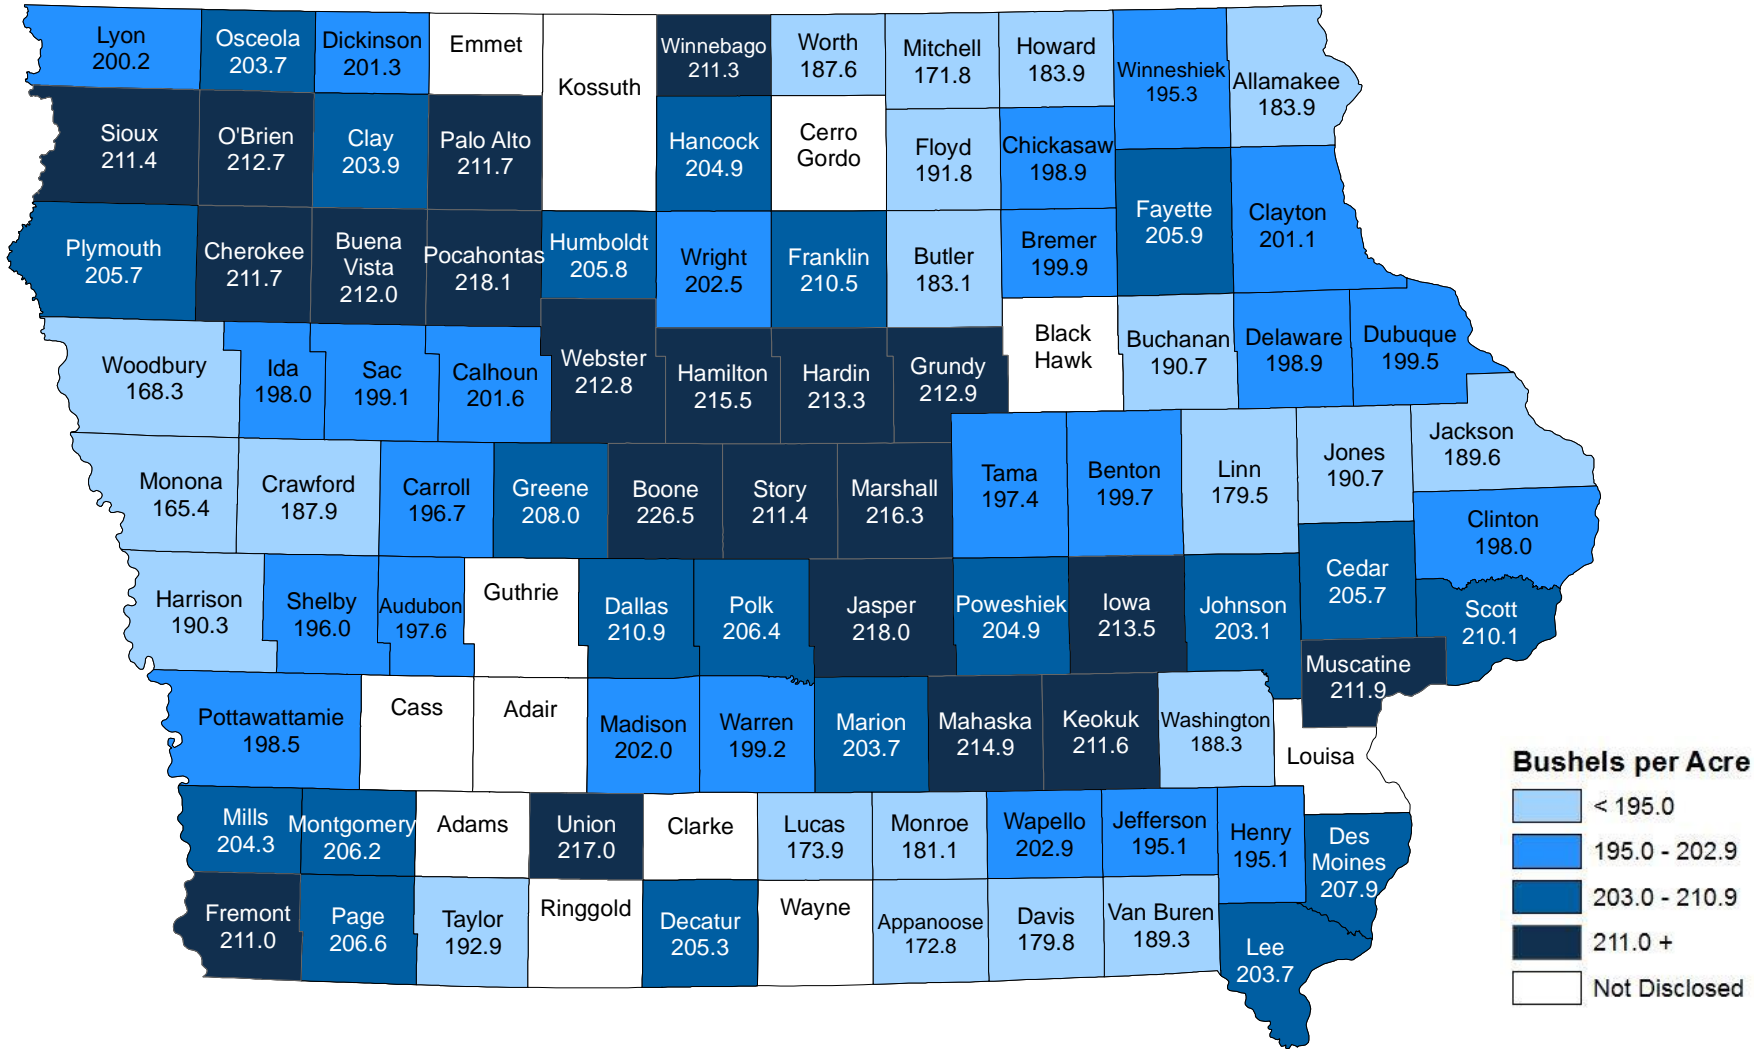 Lyon
200.2
Osceola
203.7
Dickinson
201.3
Emmet
Kossuth
Winnebago
211.3
Worth
187.6
Mitchell
171.8
Howard
183.9
Winneshiek
195.3
Allamakee
183.9
Sioux
211.4
O'Brien
212.7
Clay
203.9
Palo Alto
211.7
Hancock
204.9
Cerro
Gordo
Floyd
191.8
Chickasaw
198.9
Fayette
205.9
Clayton
201.1
Plymouth
205.7
Cherokee
211.7
Buena
Vista
212.0
Pocahontas
218.1
Humboldt
205.8
Wright
202.5
Franklin
210.5
Butler
183.1
Bremer
199.9
Woodbury
168.3
Ida
198.0
Sac
199.1
Calhoun
201.6
Webster
212.8
Hamilton
215.5
Hardin
213.3
Grundy
212.9
Black
Hawk
Buchanan
190.7
Delaware
198.9
Dubuque
199.5
Monona
165.4
Crawford
187.9
Carroll
196.7
Greene
208.0
Boone
226.5
Story
211.4
Marshall
216.3
Tama
197.4
Benton
199.7
Linn
179.5
Jones
190.7
Jackson
189.6
Clinton
198.0
Harrison
190.3
Shelby
196.0
Audubon
197.6
Guthrie
Dallas
210.9
Polk
206.4
Jasper
218.0
Poweshiek
204.9
Iowa
213.5
Johnson
203.1
Cedar
205.7
Scott
210.1
Muscatine
211.9
Pottawattamie
198.5
Cass
Adair
Madison
202.0
Warren
199.2
Marion
203.7
Mahaska
214.9
Keokuk
211.6
Washington
188.3
Louisa
Mills
204.3
Montgomery
206.2
Adams
Union
217.0
Clarke
Lucas
173.9
Monroe
181.1
Wapello
202.9
Jefferson
195.1
Henry
195.1
Des
Moines
207.9
Fremont
211.0
Page
206.6
Taylor
192.9
Ringgold
Decatur
205.3
Wayne
Appanoose
172.8
Davis
179.8
Van Buren
189.3
Lee
203.7
Bushels per Acre
< 195.0
195.0 - 202.9
203.0 - 210.9
211.0 +
Not Disclosed